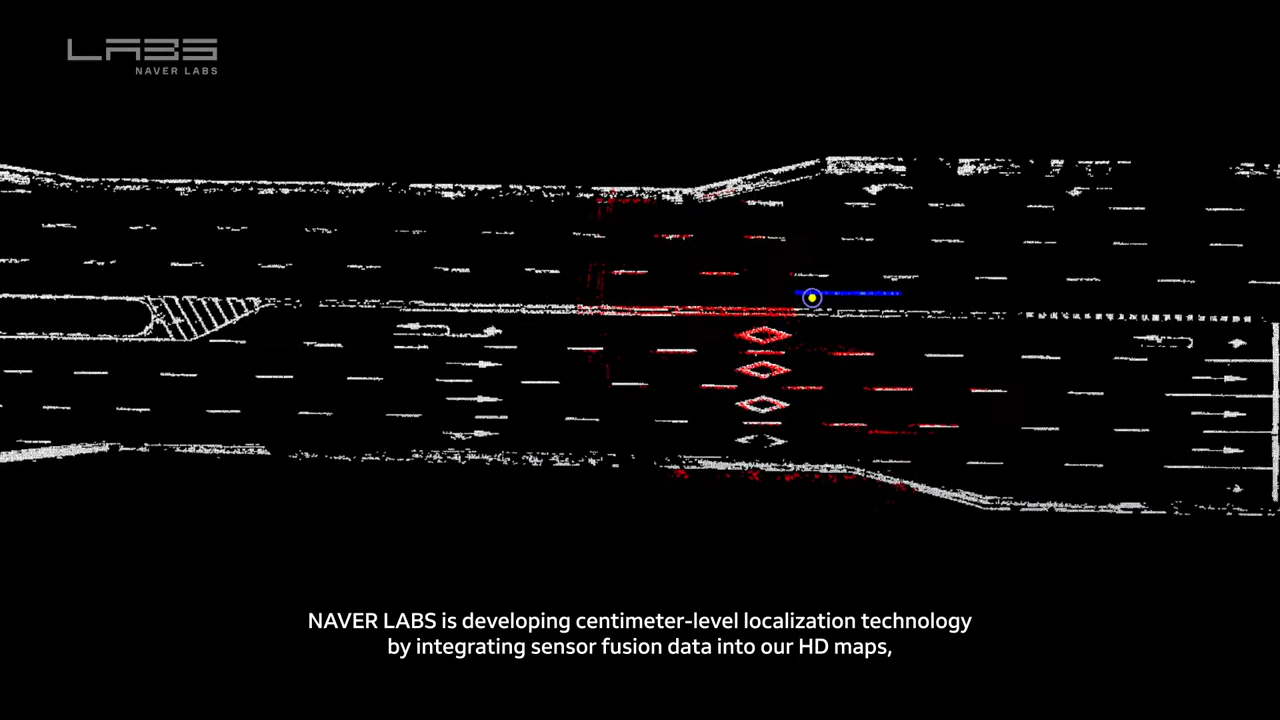 LABS
NAVER LABS
NAVER LABS is developing centimeter-level localization technology
by integrating sensor fusion data into our HD maps,